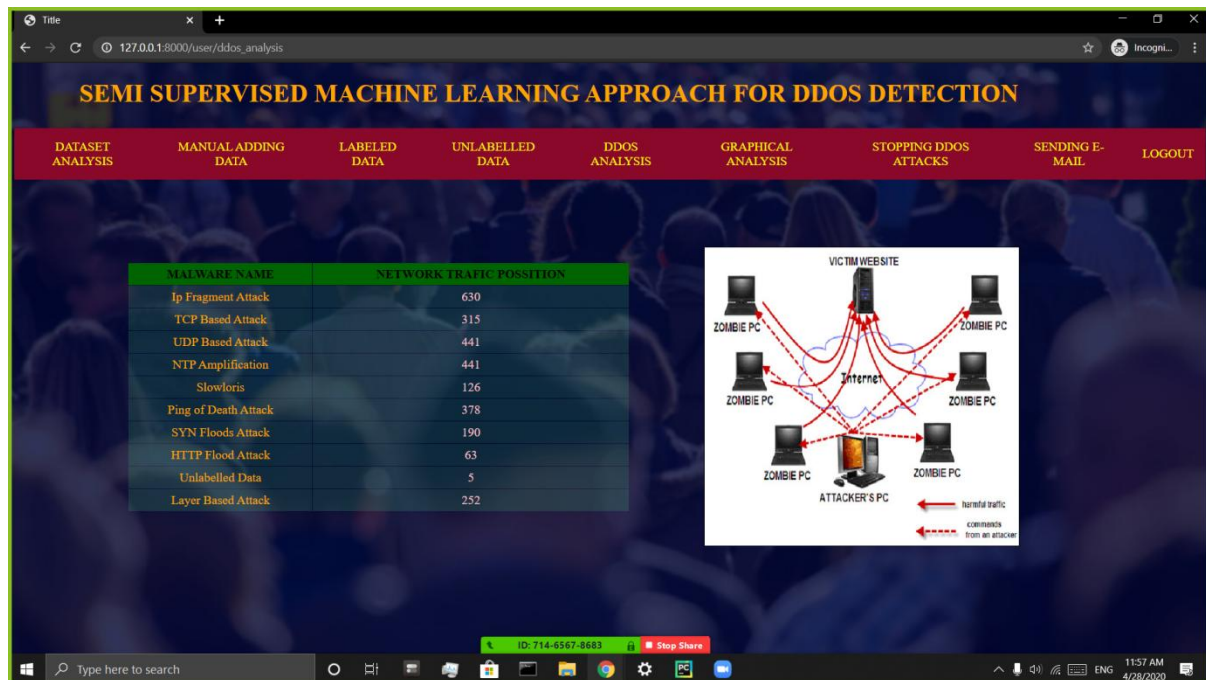 Title
127.0.0.1:8000/user/ddos_analysis
Incogni...
SEMI SUPERVISED MACHINE LEARNING APPROACH FOR DDOS DETECTION
DATASET ANALYSIS
MANUAL ADDING DATA
LABELED DATA
UNLABELLED DATA
DDOS ANALYSIS
GRAPHICAL ANALYSIS
STOPPING DDOS ATTACKS
SENDING E-MAIL
LOGOUT
MALWARE NAME NETWORK TRAFIC POSSITION
Ip Fragment Attack 630
TCP Based Attack 315
UDP Based Attack 441
NTP Amplification 441
Slowloris 126
Ping of Death Attack 378
SYN Floods Attack 190
HTTP Flood Attack 63
Unlabelled Data 5
Layer Based Attack 252
VICTIM WEBSITE
ZOMBIE PC
ZOMBIE PC
Internet
ZOMBIE PC
ZOMBIE PC
ZOMBIE PC
ZOMBIE PC
ATTACKER'S PC
harmful traffic
commands
from an attacker
ID: 714-6567-8683 Stop Share
Type here to search
PC
ENG
11:57 AM
4/28/2020